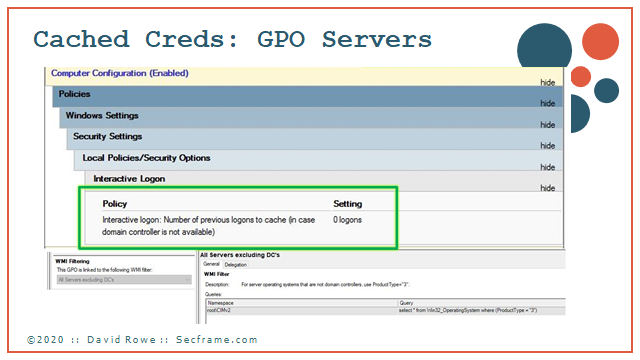 Cached Creds: GPO Servers
Computer Configuration (Enabled)
hide
Policies
hide
Windows Settings
hide
Security Settings
hide
Local Policies/Security Options
hide
Interactive Logon
hide
Policy Setting
Interactive logon: Number of previous logons to cache (in case 0 logons
domain controller is not available)
WMI Filtering
This GPO is linked to the following WMI filter:
All Servers excluding DC's
All Servers excluding DC's
General Delegation
WMI Filter
Description: For server operating systems that are not domain controllers, use ProductType="3".
Queries:
Namespace Query
root\CIMv2 select * from Win32_OperatingSystem where (ProductType = "3")
©2020 :: David Rowe :: Secframe.com